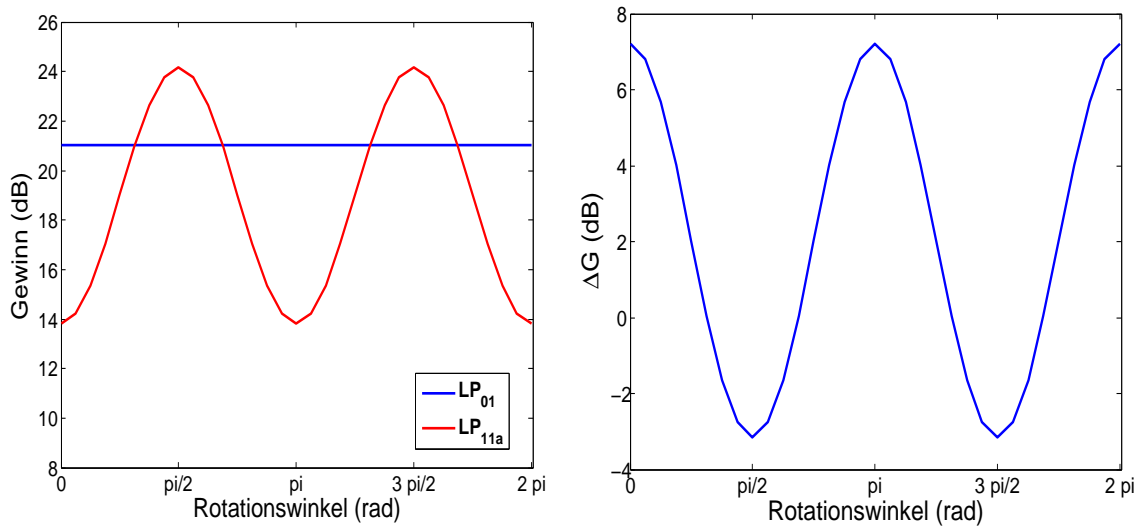 26
24
22
20
18
16
14
12
10
8
Gewinn (dB)
0
pi/2
pi
3 pi/2
2 pi
Rotationswinkel (rad)
LP01
LP11a
8
6
4
2
0
−2
−4
ΔG (dB)
0
pi/2
pi
3 pi/2
2 pi
Rotationswinkel (rad)